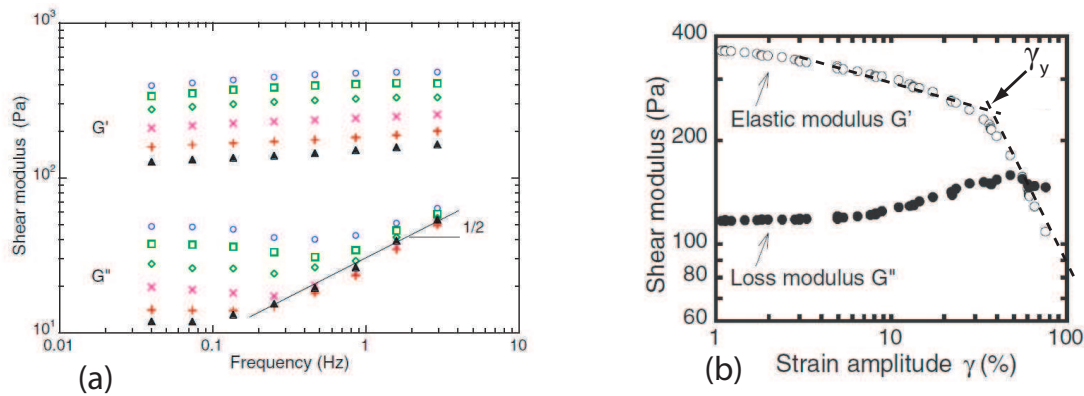 10³
10²
10¹
Shear modulus (Pa)
G'
G"
1/2
0.01
0.1
1
10
Frequency (Hz)
(a)
400
200
100
80
60
Shear modulus (Pa)
γy
Elastic modulus G'
Loss modulus G"
1
10
100
Strain amplitude γ (%)
(b)